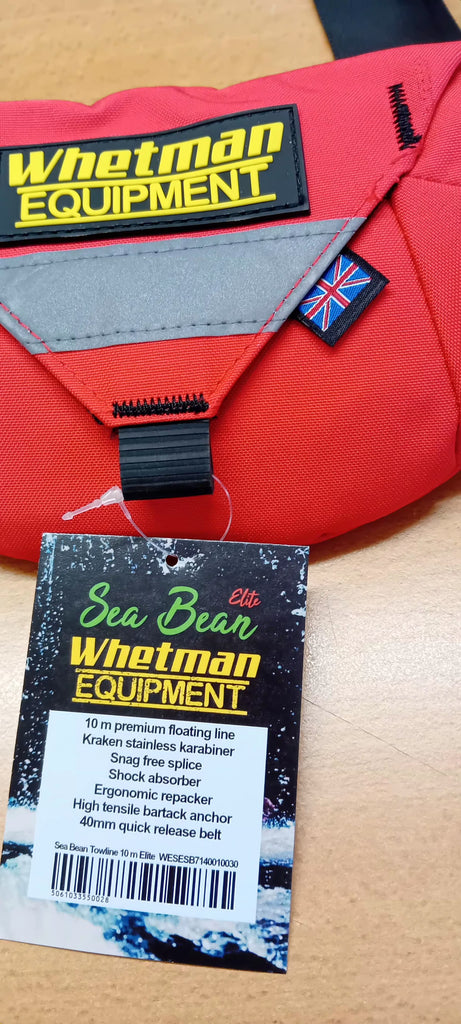 Whetman
EQUIPMENT
Sea Bean Elite
Whetman
EQUIPMENT
10 m premium floating line
Kraken stainless karabiner
Snag free splice
Shock absorber
Ergonomic repacker
High tensile bartack anchor
40mm quick release belt
Sea Bean Towline 10 m Elite WESESB7140010030
5061033550028